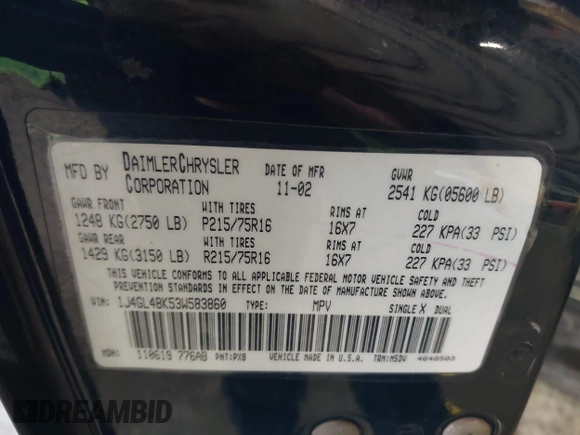 MFD BY DAIMLERCHRYSLER CORPORATION DATE OF MFR 11-02 GVWR 2541 KG(05600 LB)
GAWR FRONT WITH TIRES RIMS AT COLD
1248 KG(2750 LB) P215/75R16 16X7 227 KPA(33 PSI)
GAWR REAR WITH TIRES RIMS AT COLD
1429 KG(3150 LB) R215/75R16 16X7 227 KPA(33 PSI)
THIS VEHICLE CONFORMS TO ALL APPLICABLE FEDERAL MOTOR VEHICLE SAFETY AND THEFT
PREVENTION STANDARDS IN EFFECT ON THE DATE OF MANUFACTURE SHOWN ABOVE.
VIN: 1J4GL48K53W583860 TYPE: MPV SINGLE X DUAL
MDH: 110619 776AB PNT:PXB VEHICLE MADE IN U.S.A. TRM:MSDV 4640503
DREAMBID